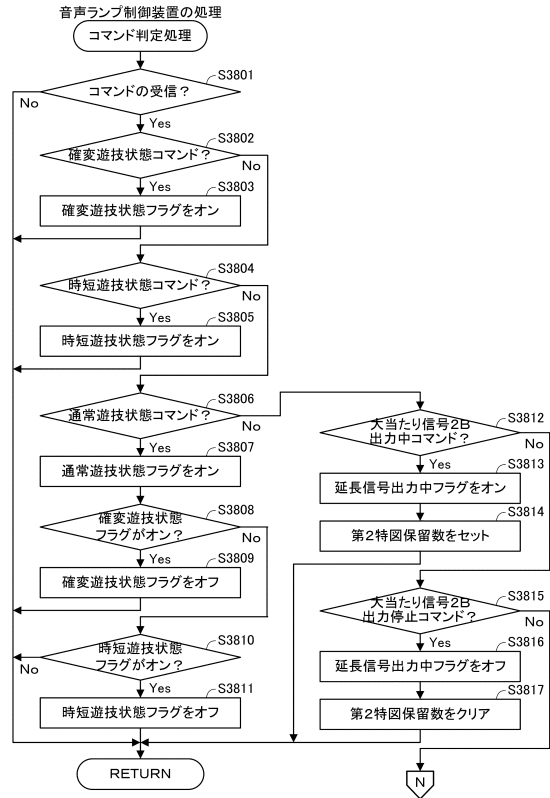 音声ランプ制御装置の処理
コマンド判定処理
S3801
コマンドの受信？
No
Yes
S3802
確変遊技状態コマンド？
No
Yes
S3803
確変遊技状態フラグをオン
S3804
時短遊技状態コマンド？
No
Yes
S3805
時短遊技状態フラグをオン
S3806
通常遊技状態コマンド？
No
Yes
S3807
通常遊技状態フラグをオン
S3808
確変遊技状態
フラグがオン？
No
Yes
S3809
確変遊技状態フラグをオフ
S3810
時短遊技状態
フラグがオン？
No
Yes
S3811
時短遊技状態フラグをオフ
RETURN
S3812
大当たり信号2B
出力中コマンド？
No
Yes
S3813
延長信号出力中フラグをオン
S3814
第2特図保留数をセット
S3815
大当たり信号2B
出力停止コマンド？
No
Yes
S3816
延長信号出力中フラグをオフ
S3817
第2特図保留数をクリア
N